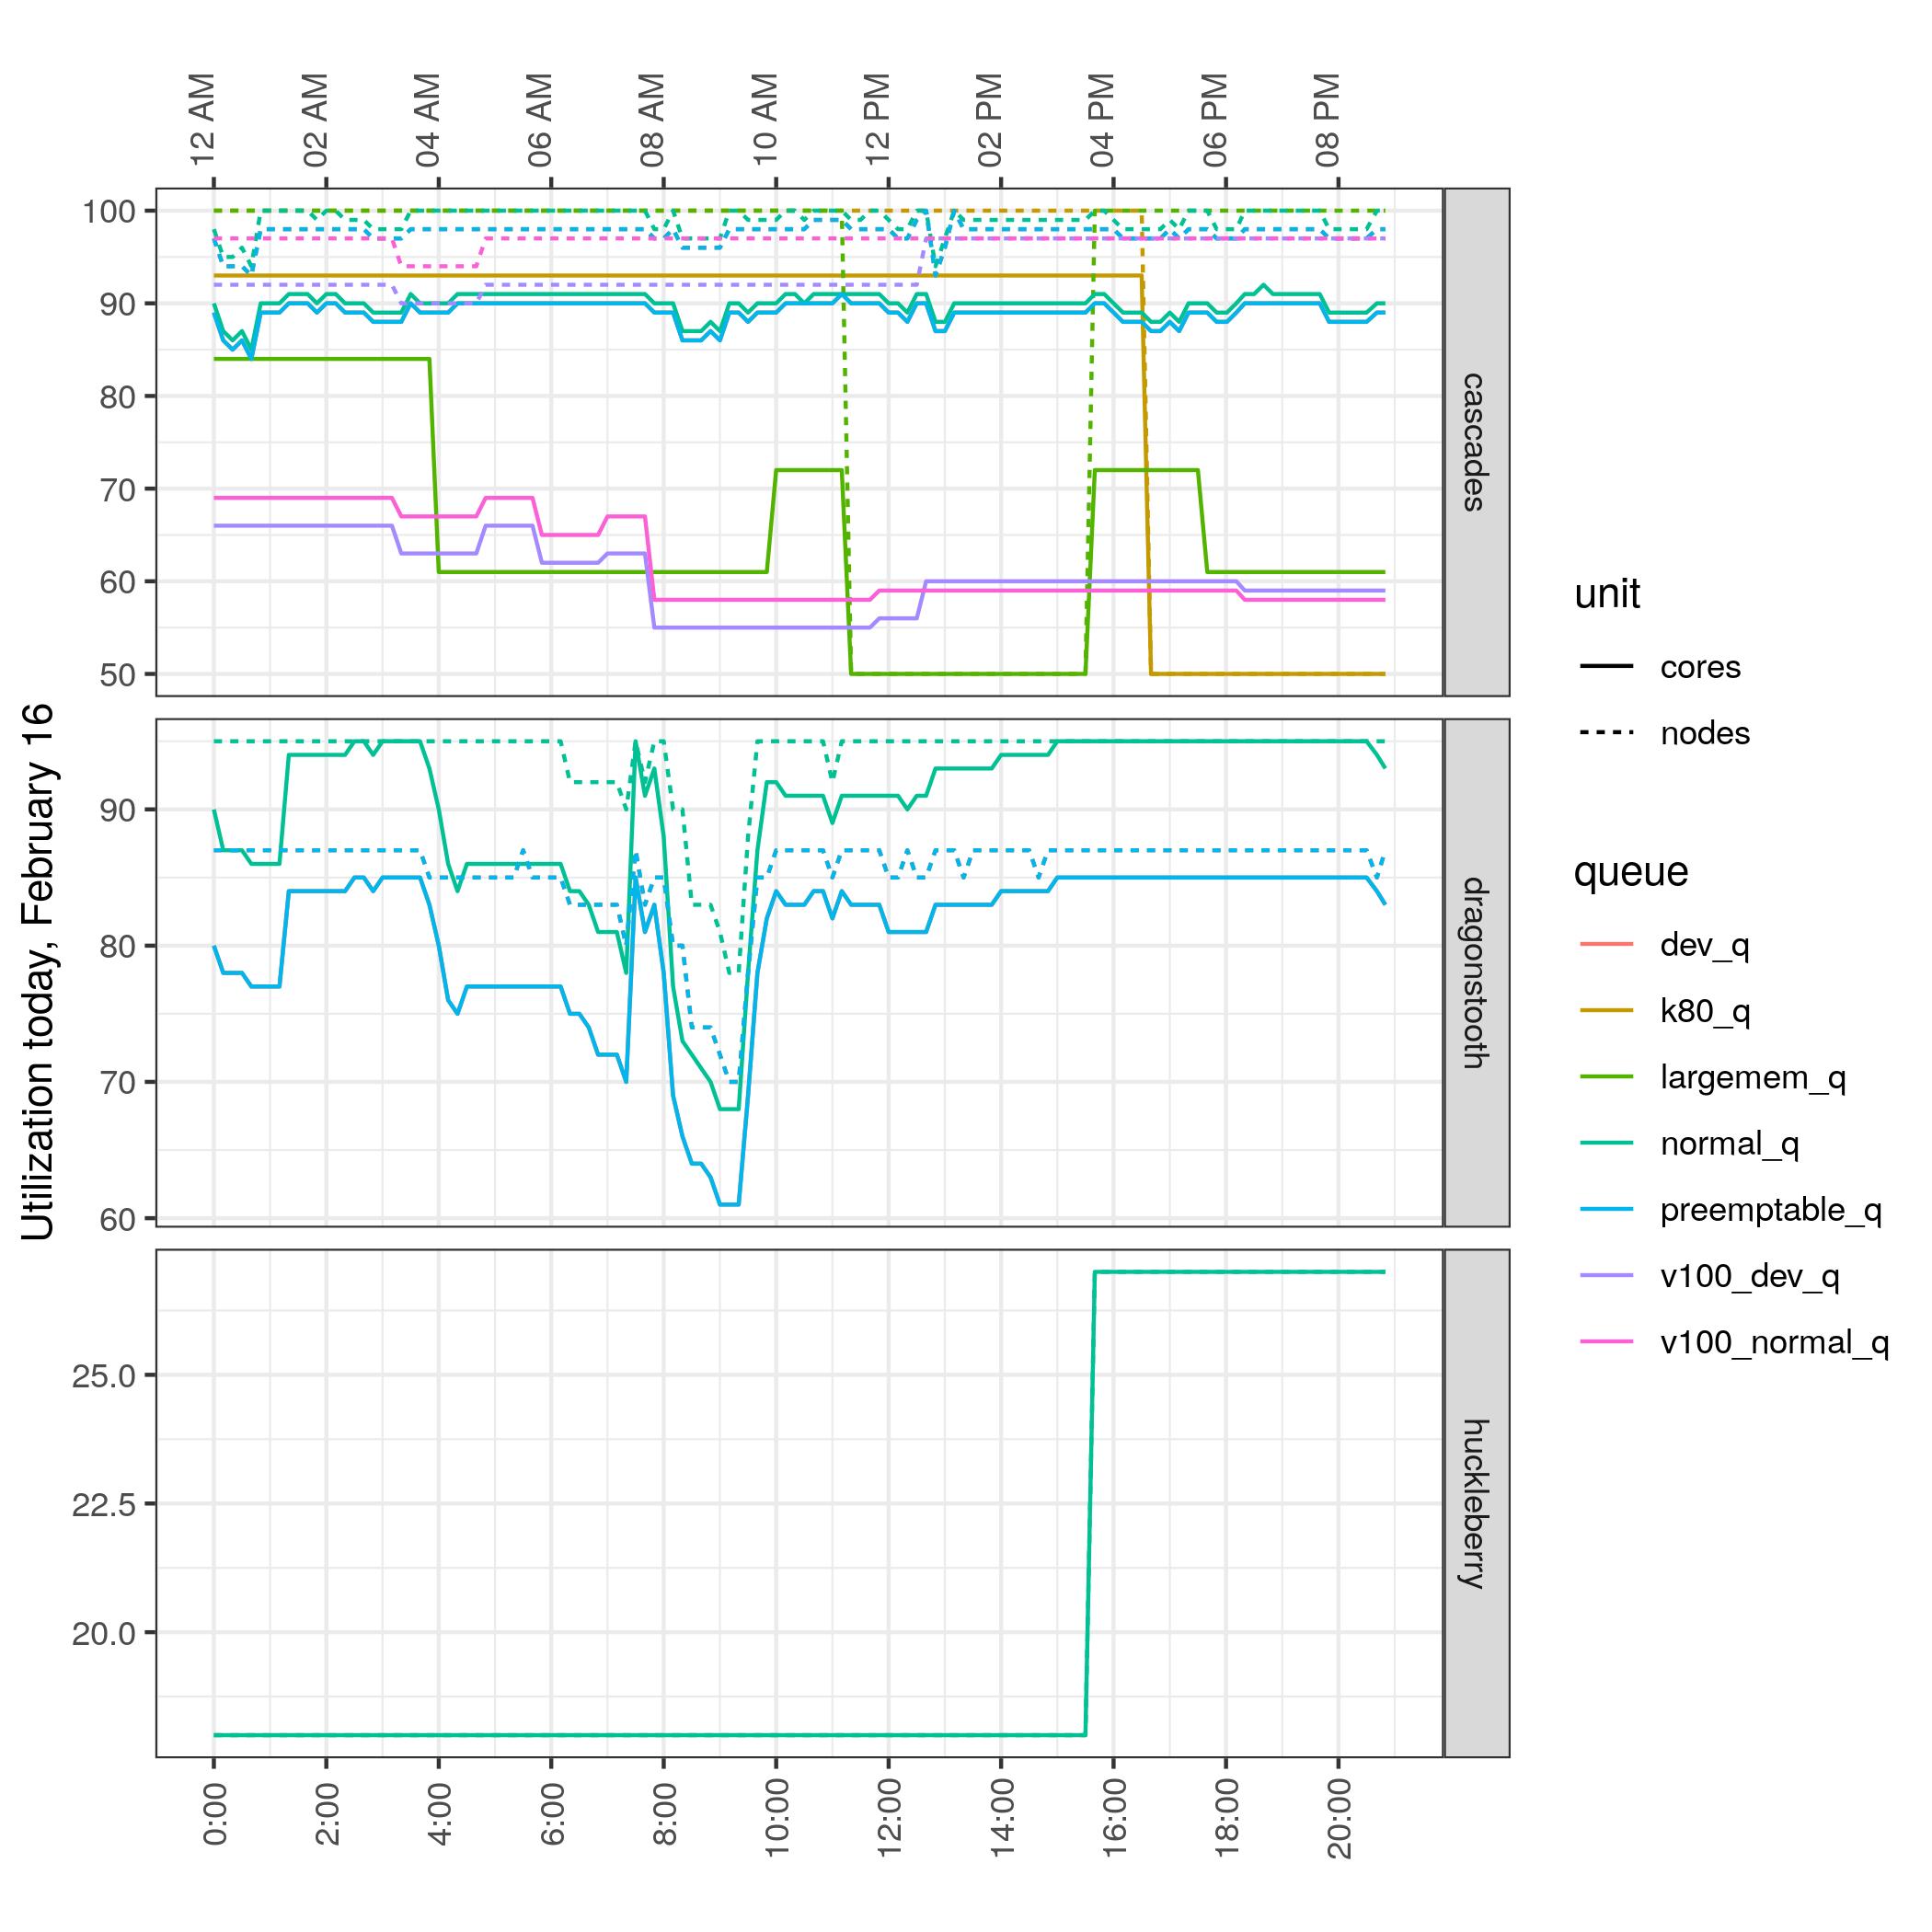 12 AM
02 AM
04 AM
06 AM
08 AM
10 AM
12 PM
02 PM
04 PM
06 PM
08 PM
Utilization today, February 16
100
90
80
70
60
50
cascades
90
80
70
60
dragonstooth
25.0
22.5
20.0
huckleberry
0:00
2:00
4:00
6:00
8:00
10:00
12:00
14:00
16:00
18:00
20:00
unit
cores
nodes
queue
dev_q
k80_q
largemem_q
normal_q
preemptable_q
v100_dev_q
v100_normal_q